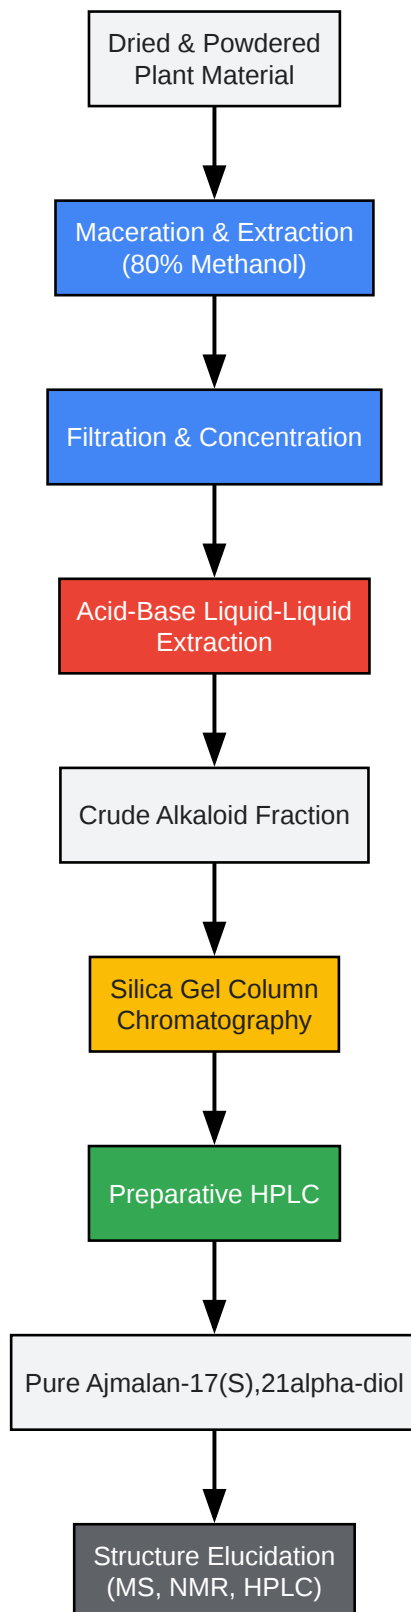 Dried & Powdered
Plant Material
Maceration & Extraction
(80% Methanol)
Filtration & Concentration
Acid-Base Liquid-Liquid
Extraction
Crude Alkaloid Fraction
Silica Gel Column
Chromatography
Preparative HPLC
Pure Ajmalan-17(S),21alpha-diol
Structure Elucidation
(MS, NMR, HPLC)